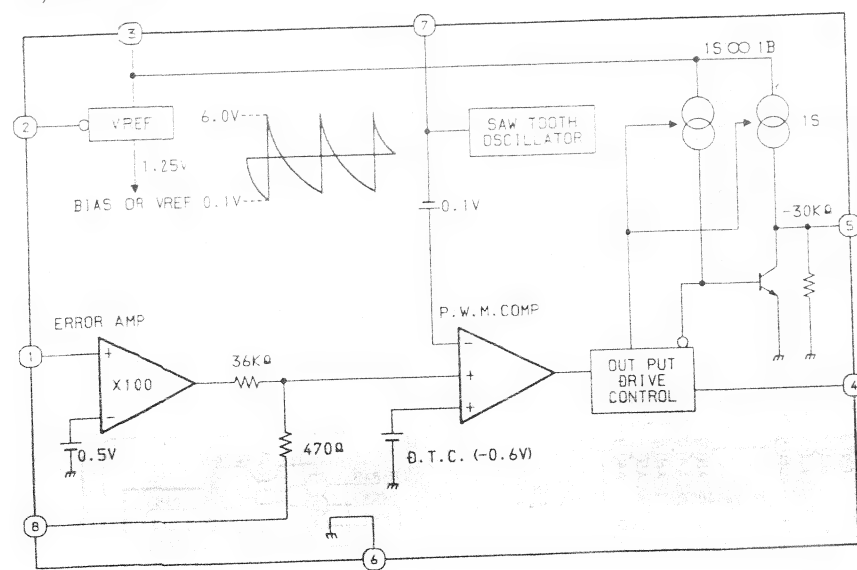 3
7
1S ∞ 1B
2
VREF
6.0V
SAW TOOTH
OSCILLATOR
1S
1.25V
BIAS OR VREF 0.1V
0.1V
-30KΩ
5
P.W.M.COMP
ERROR AMP
1
+
X100
-
36KΩ
-
+
+
OUT PUT
DRIVE
CONTROL
4
0.5V
470Ω
D.T.C. (-0.6V)
8
6